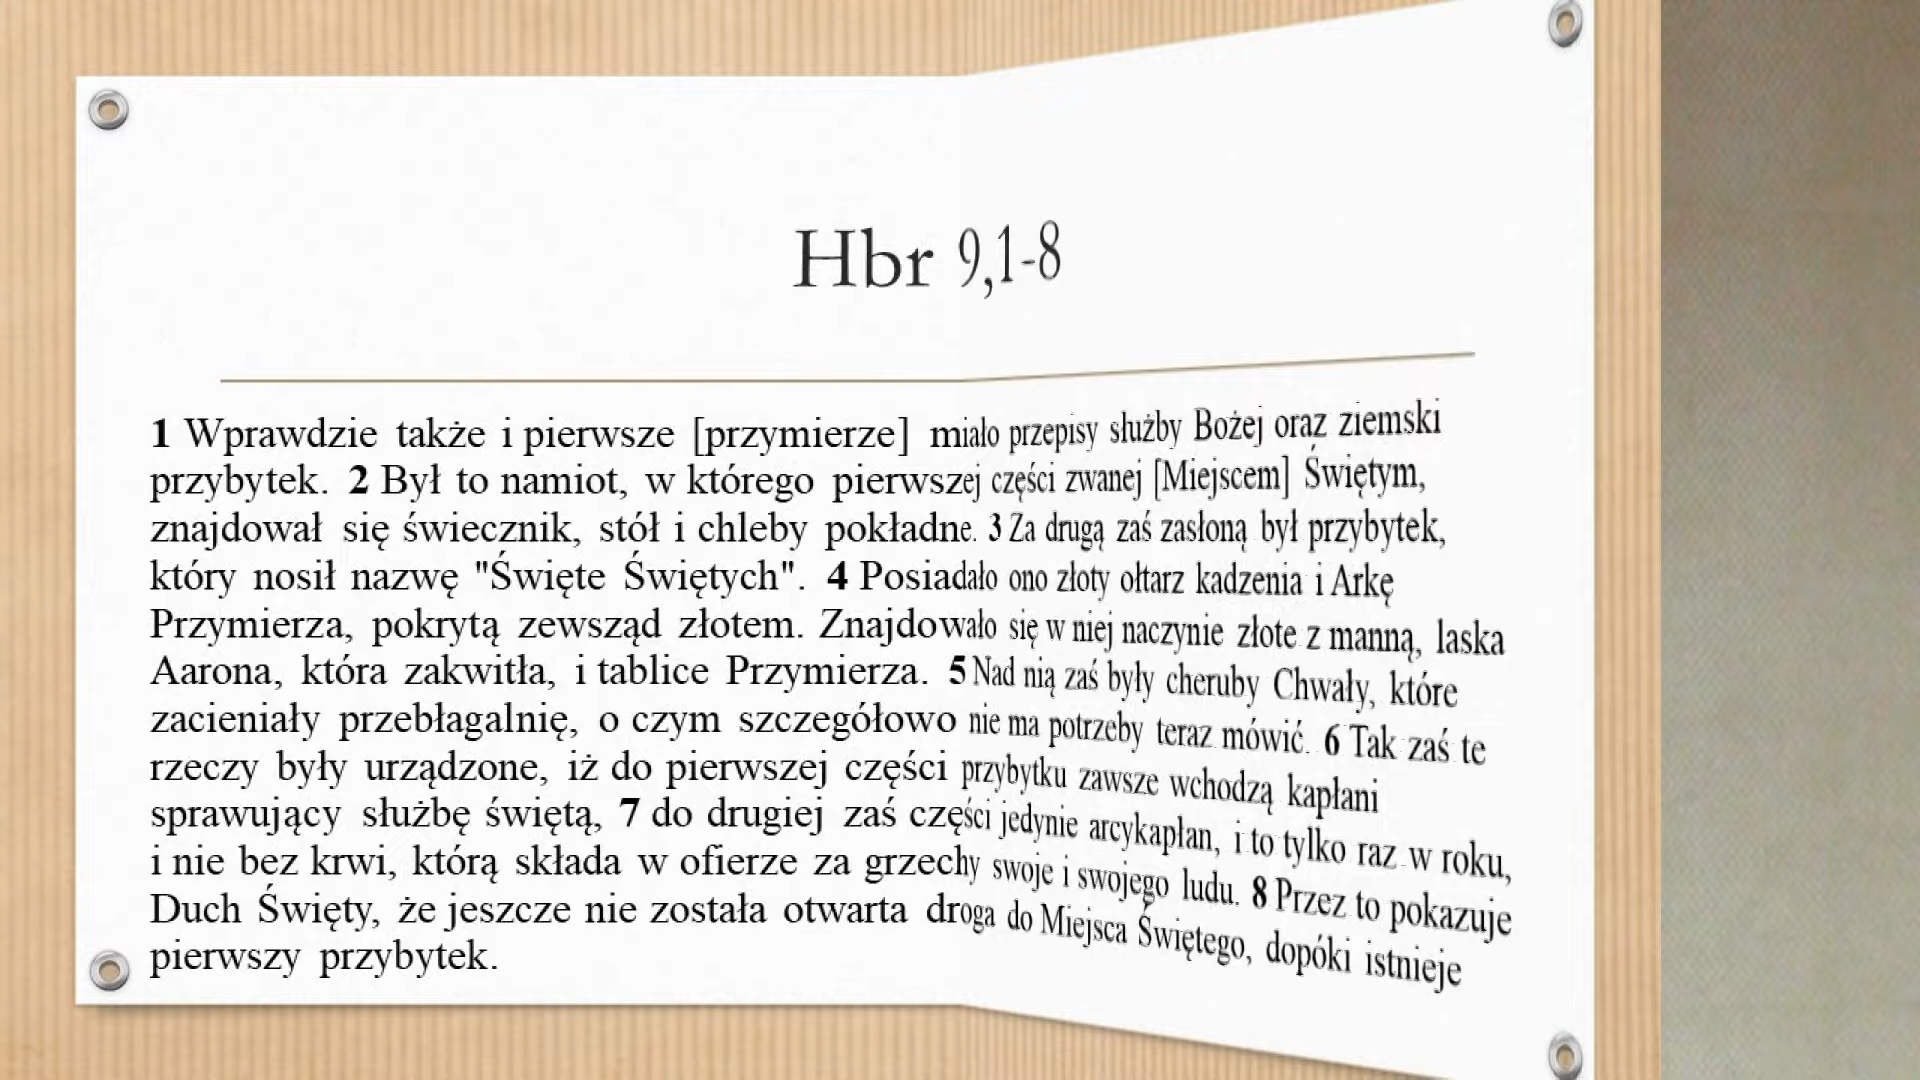 Hbr 9,1-8
1 Wprawdzie także i pierwsze [przymierze] miało przepisy służby Bożej oraz ziemski
przybytek. 2 Był to namiot, w którego pierwszej części zwanej [Miejscem] Świętym,
znajdował się świecznik, stół i chleby pokładne. 3 Za drugą zaś zasłoną był przybytek,
który nosił nazwę "Święte Świętych". 4 Posiadało ono złoty ołtarz kadzenia i Arkę
Przymierza, pokrytą zewsząd złotem. Znajdowało się w niej naczynie złote z manną, laska
Aarona, która zakwitła, i tablice Przymierza. 5 Nad nią zaś były cheruby Chwały, które
zacieniały przebłagalnię, o czym szczegółowo nie ma potrzeby teraz mówić. 6 Tak zaś te
rzeczy były urządzone, iż do pierwszej części przybytku zawsze wchodzą kapłani
sprawujący służbę świętą, 7 do drugiej zaś części jedynie arcykapłan, i to tylko raz w roku,
i nie bez krwi, którą składa w ofierze za grzechy swoje i swojego ludu. 8 Przez to pokazuje
Duch Święty, że jeszcze nie została otwarta droga do Miejsca Świętego, dopóki istnieje
pierwszy przybytek.